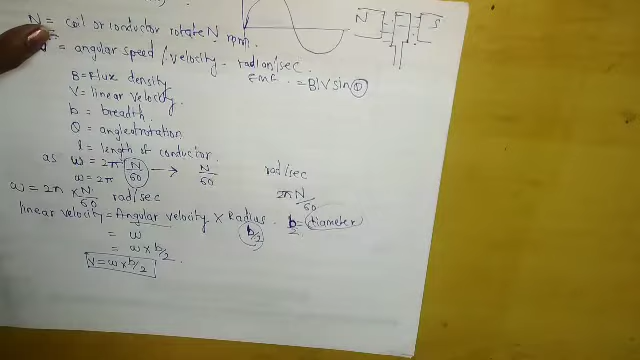 N S
N = coil or conductor rotate N rpm.
= angular speed / velocity - radian/sec.
EMF = BlV sin θ
B = Flux density
V = linear velocity.
b = breadth.
θ = angle of rotation
l = length of conductor.
as ω = 2π N/60 → N/60 rad/sec
ω = 2π 2πN/60
ω = 2π × N/60 rad/sec
linear velocity = Angular velocity × Radius. b/2 = diameter
= ω b/2
= ω × b/2
V = ω × b/2.